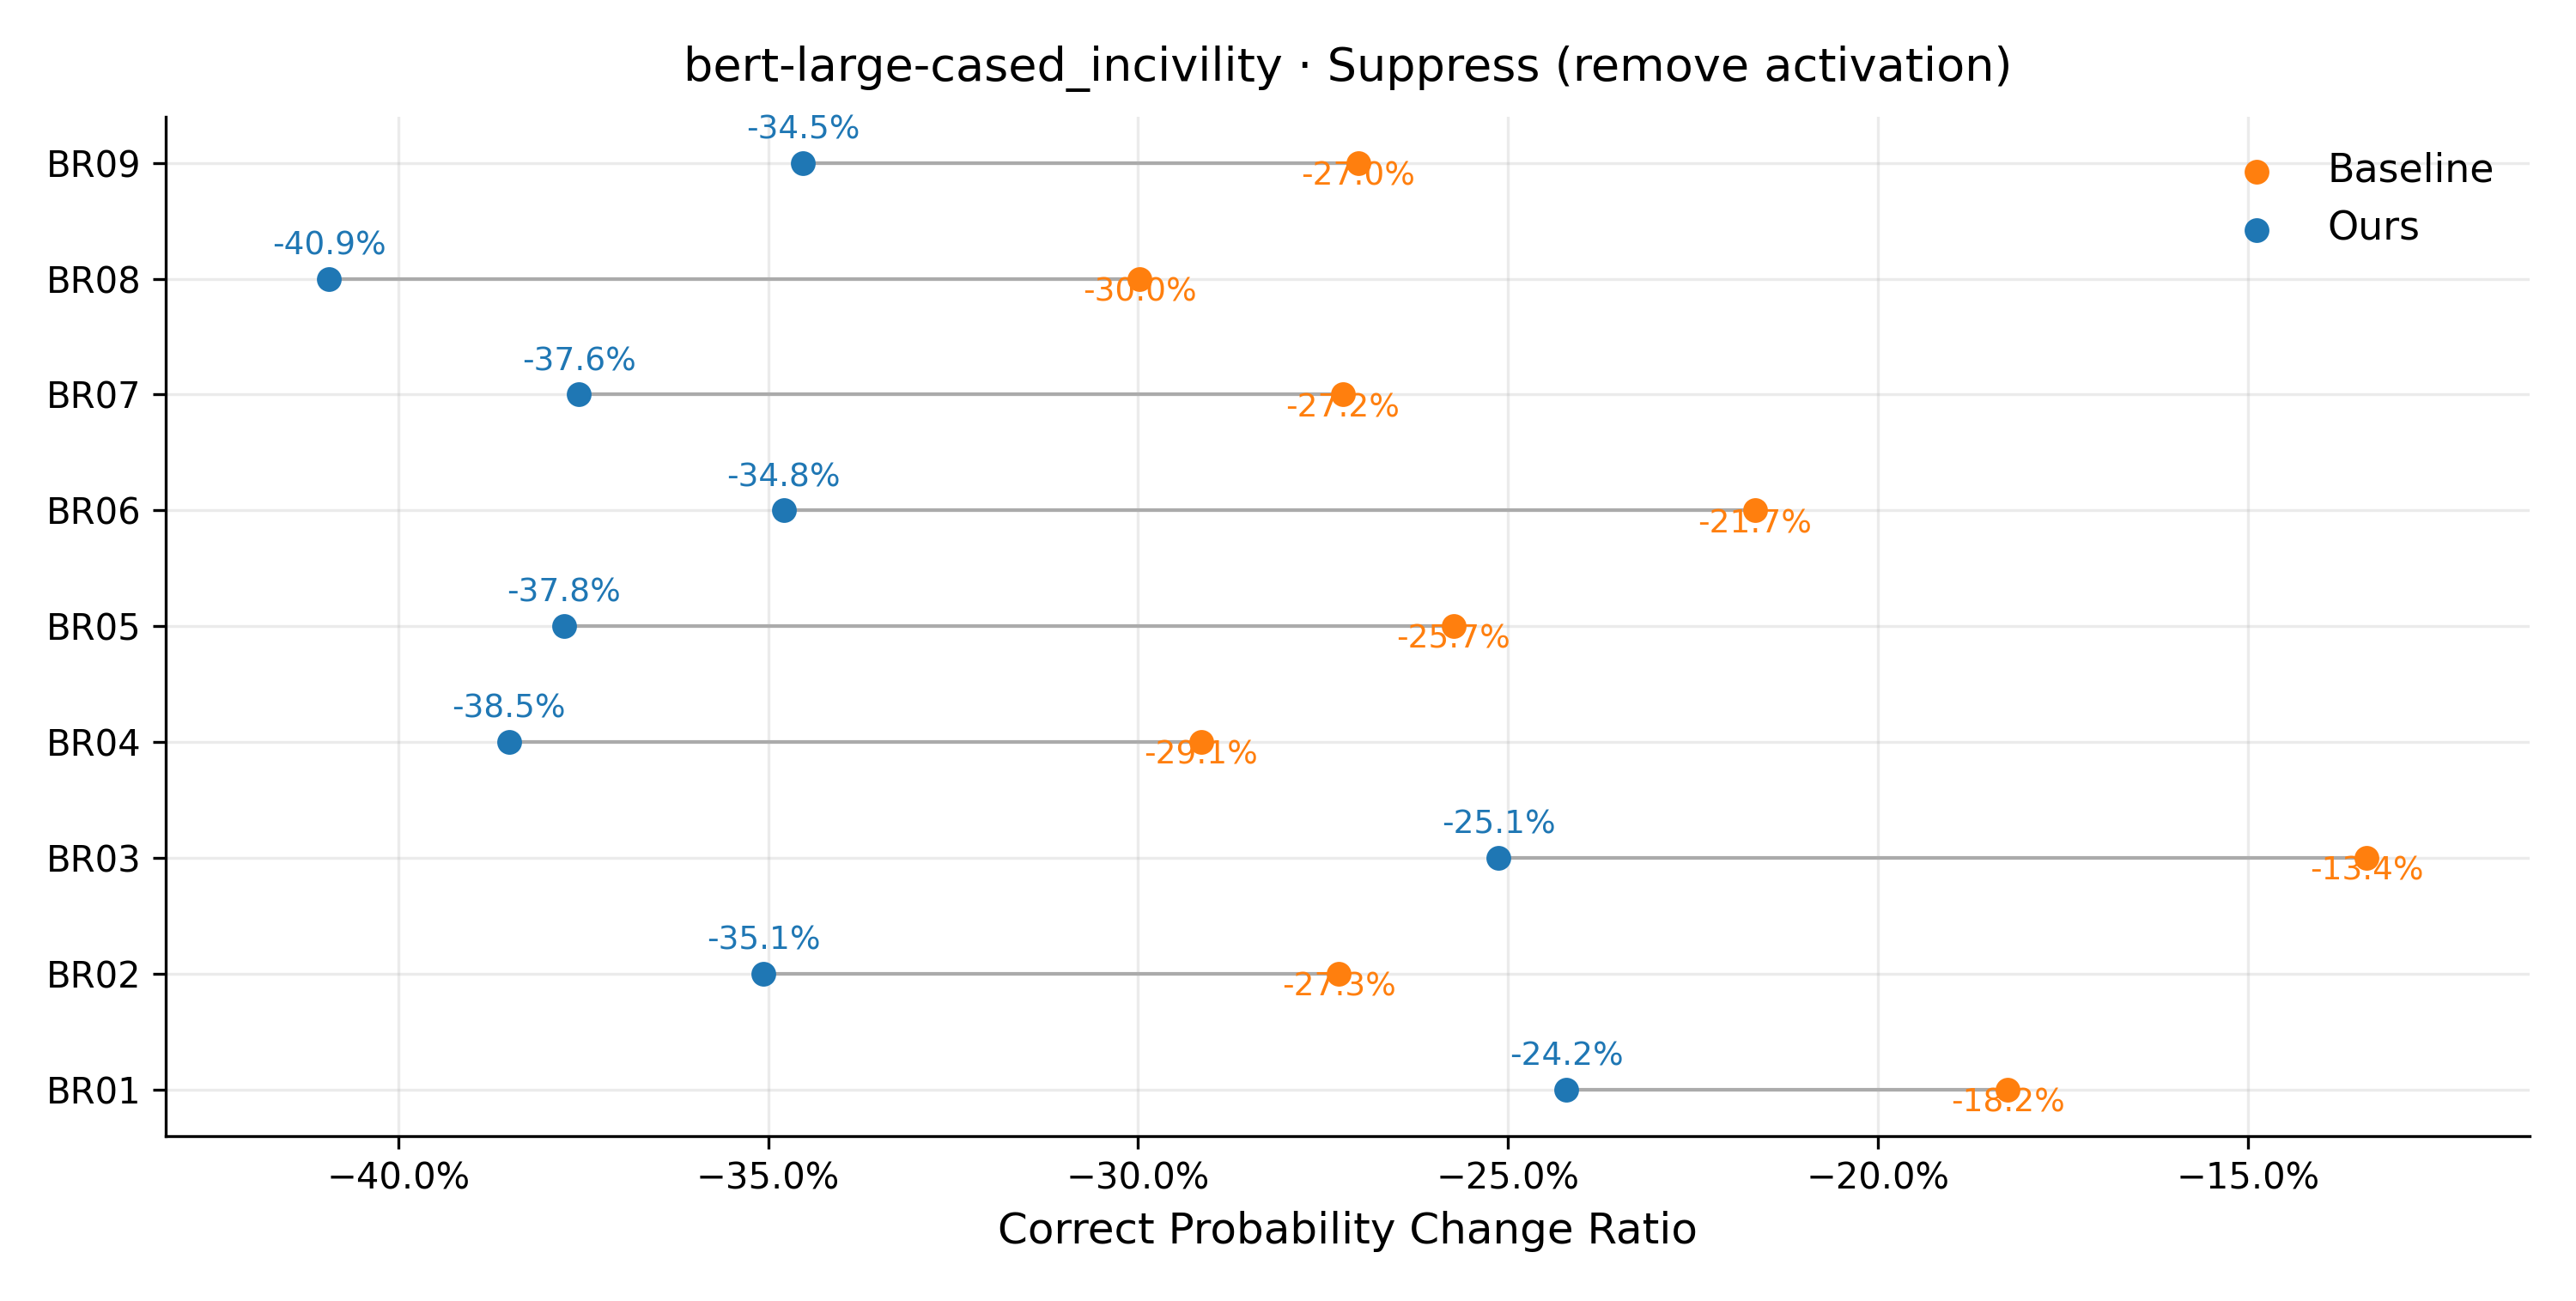 bert-large-cased_incivility · Suppress (remove activation)
BR09
-34.5%
-27.0%
Baseline
Ours
BR08
-40.9%
-30.0%
BR07
-37.6%
-27.2%
BR06
-34.8%
-21.7%
BR05
-37.8%
-25.7%
BR04
-38.5%
-29.1%
BR03
-25.1%
-13.4%
BR02
-35.1%
-27.3%
BR01
-24.2%
-18.2%
−40.0% −35.0% −30.0% −25.0% −20.0% −15.0%
Correct Probability Change Ratio